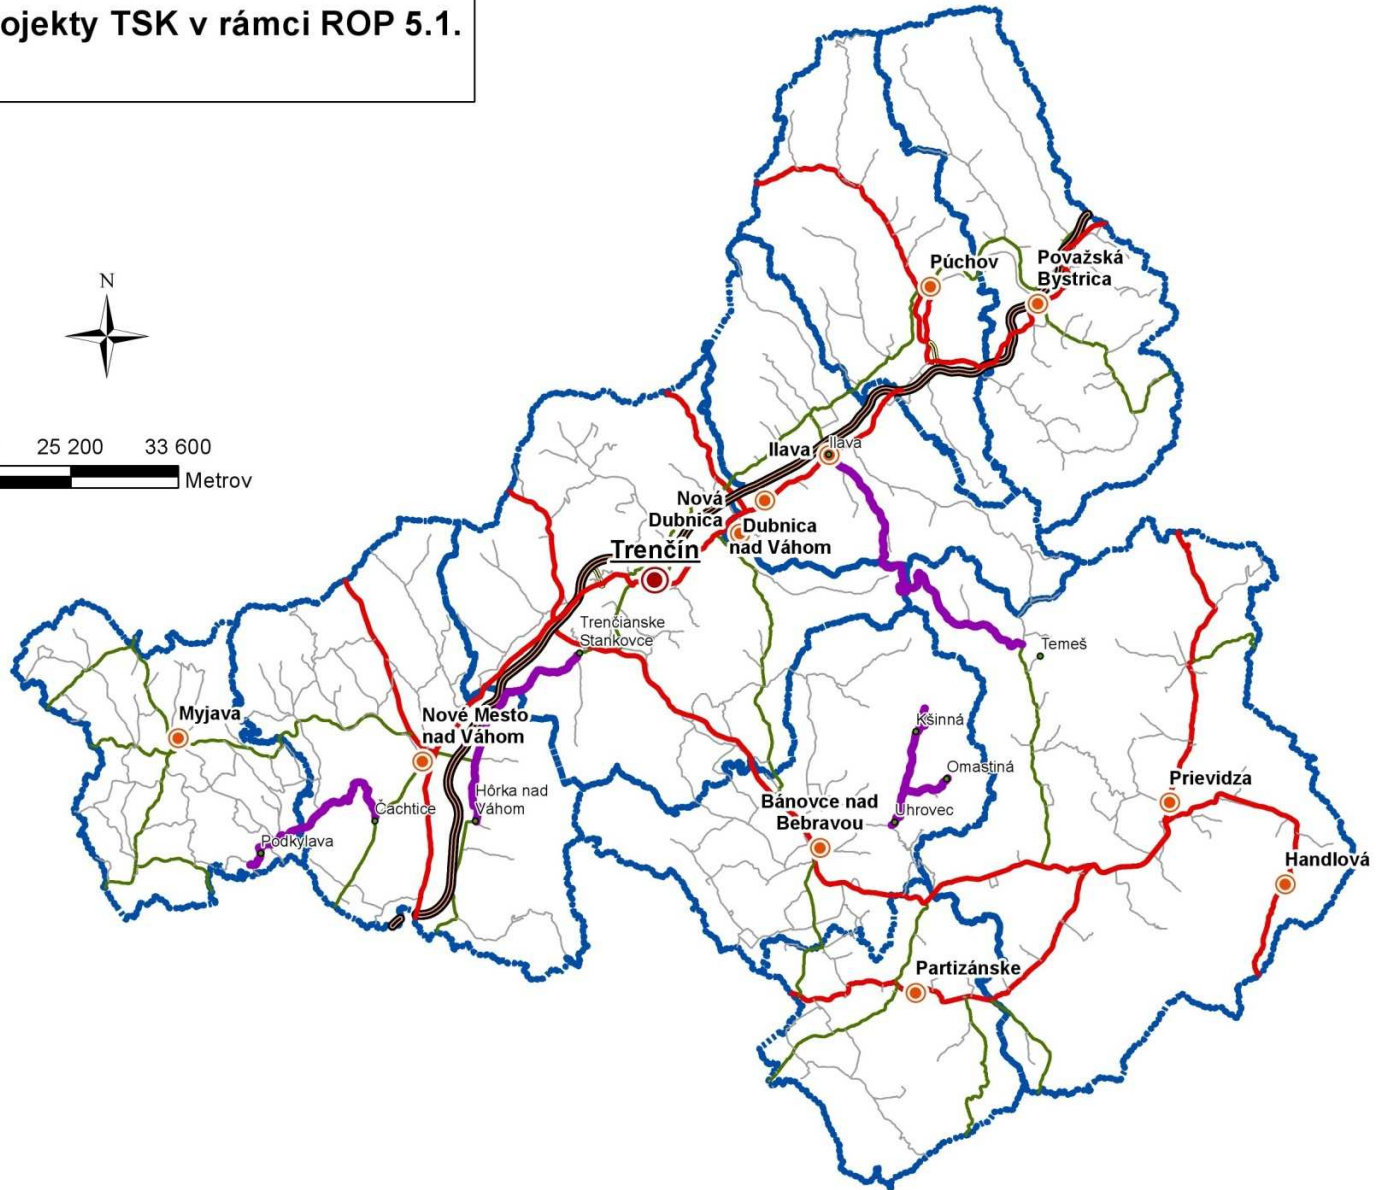 ojekty TSK v rámci ROP 5.1.
N
25 200 33 600
Metrov
Púchov
Považská
Bystrica
Ilava
Ilava
Nová
Dubnica
Dubnica
nad Váhom
Trenčín
Trenčianske
Stankovce
Temeš
Myjava
Nové Mesto
nad Váhom
Kšinná
Omastiná
Uhrovec
Prievidza
Bánovce nad
Bebravou
Hôrka nad
Váhom
Čachtice
Podkylava
Handlová
Partizánske